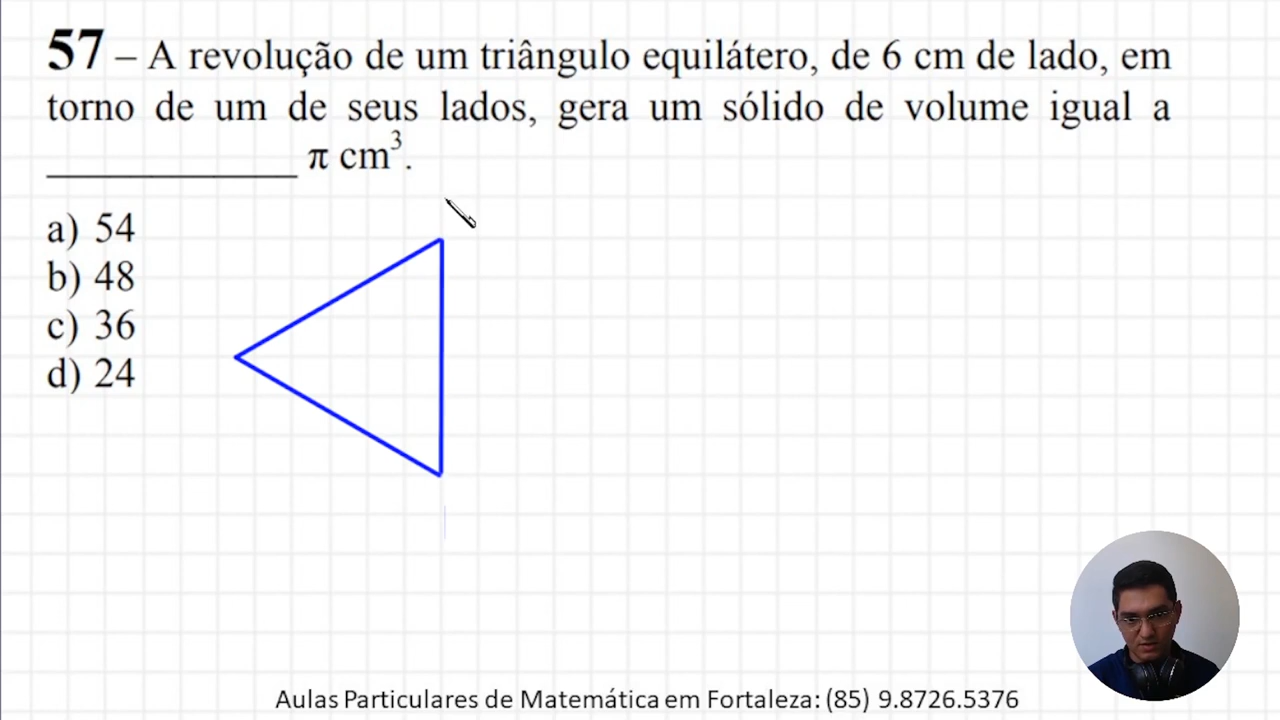 57 – A revolução de um triângulo equilátero, de 6 cm de lado, em
torno de um de seus lados, gera um sólido de volume igual a
____________ π cm³.
a) 54
b) 48
c) 36
d) 24
Aulas Particulares de Matemática em Fortaleza: (85) 9.8726.5376